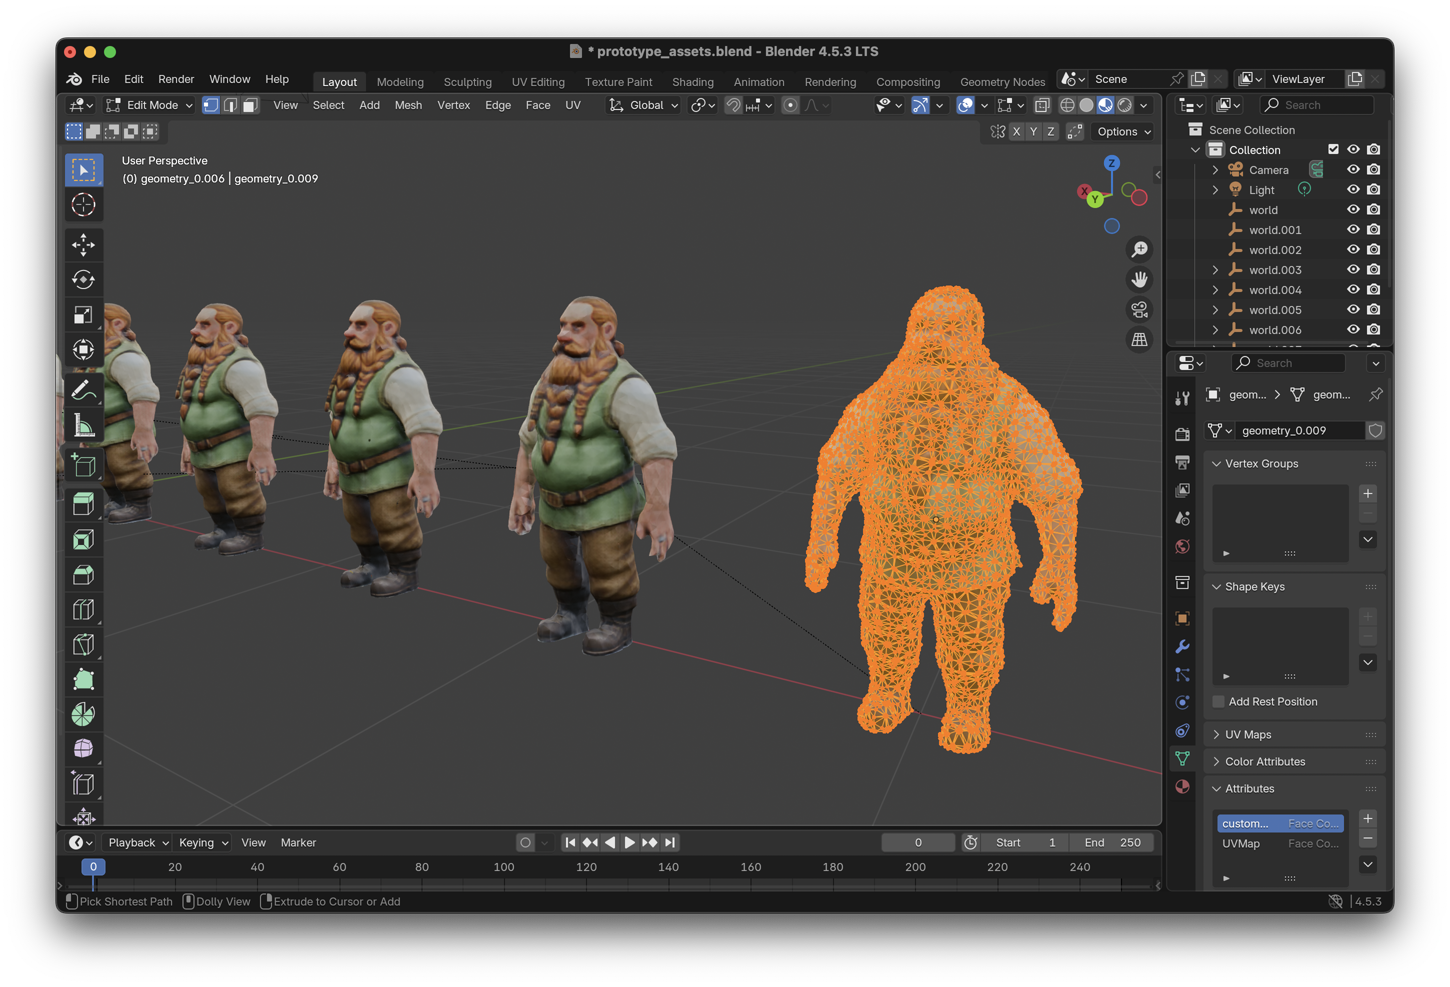 * prototype_assets.blend - Blender 4.5.3 LTS
File Edit Render Window Help Layout Modeling Sculpting UV Editing Texture Paint Shading Animation Rendering Compositing Geometry Nodes Scene ViewLayer
Edit Mode View Select Add Mesh Vertex Edge Face UV Global
X Y Z Options
User Perspective
(0) geometry_0.006 | geometry_0.009
Z
X
Y
Search
Scene Collection
Collection
Camera
Light
world
world.001
world.002
world.003
world.004
world.005
world.006
Search
geom... geom...
geometry_0.009
Vertex Groups
Shape Keys
Add Rest Position
UV Maps
Color Attributes
Attributes
custom... Face Co...
UVMap Face Co...
Playback Keying View Marker 0 Start 1 End 250
0 20 40 60 80 100 120 140 160 180 200 220 240
Pick Shortest Path Dolly View Extrude to Cursor or Add 4.5.3